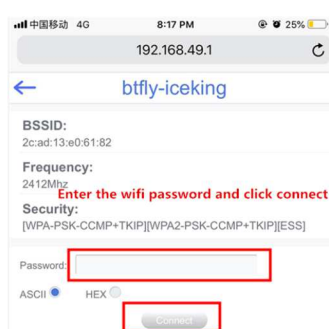 中国移动 4G 8:17 PM 25%
192.168.49.1
btfly-iceking
BSSID:
2c:ad:13:e0:61:82
Frequency:
2412Mhz
Enter the wifi password and click connect
Security:
[WPA-PSK-CCMP+TKIP][WPA2-PSK-CCMP+TKIP][ESS]
Password:
ASCII HEX
Connect